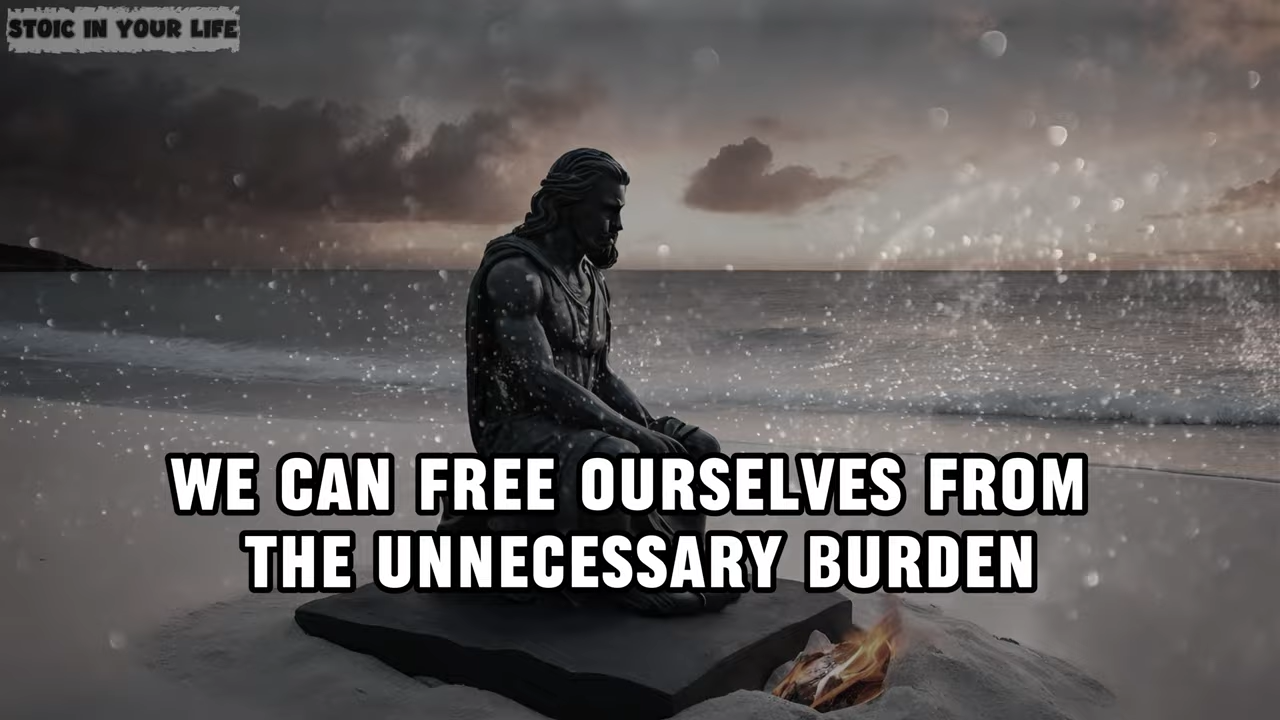 STOIC IN YOUR LIFE
WE CAN FREE OURSELVES FROM
THE UNNECESSARY BURDEN